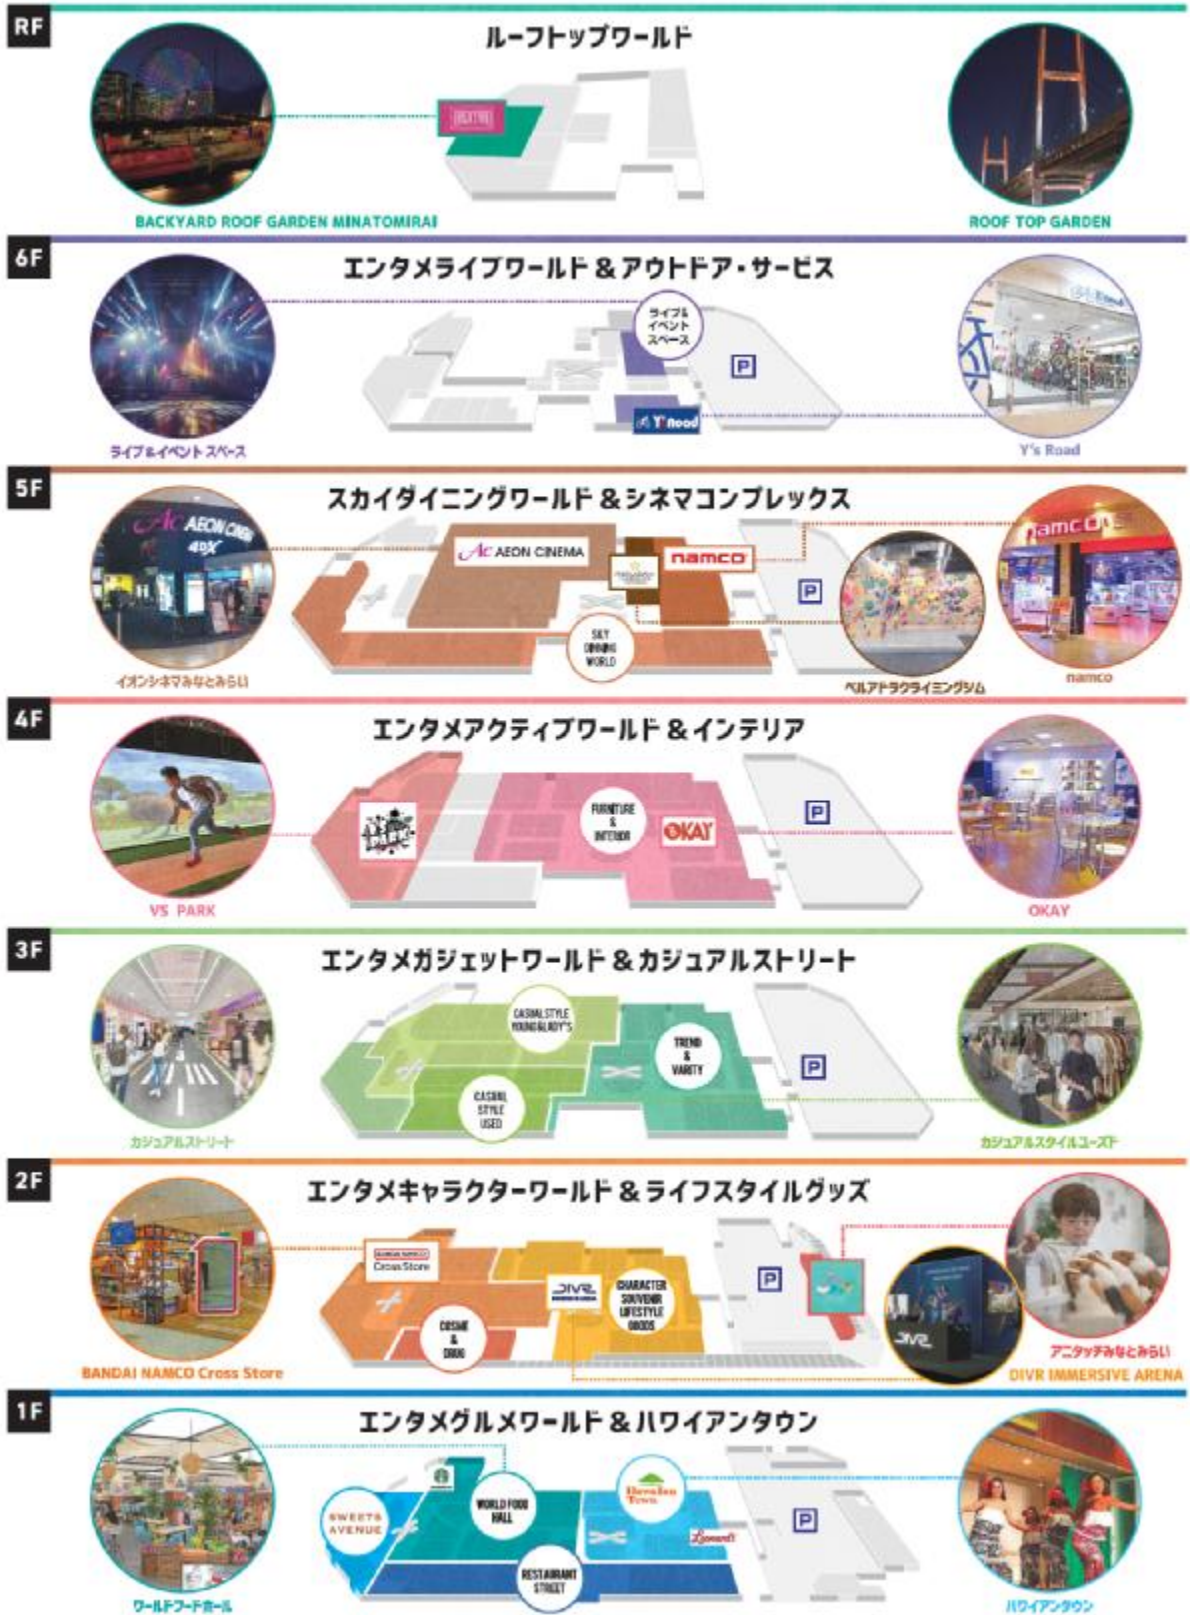 RF
ルーフトップワールド
BACKYARD ROOF GARDEN MINATOMIRAI
ROOF TOP GARDEN
6F
エンタメライブワールド&アウトドア・サービス
ライブ&
イベント
スペース
P
Y's Road
ライブ&イベントスペース
Y's Road
5F
スカイダイニングワールド&シネマコンプレックス
AEON CINEMA
4DX
Ac AEON CINEMA
namco
namco
P
SKY
DINNING
WORLD
イオンシネマみなとみらい
ベルアドラクライミングジム
namco
4F
エンタメアクティブワールド&インテリア
PARK
FURNITURE
&
INTERIOR
OKAY
P
VS PARK
OKAY
3F
エンタメガジェットワールド&カジュアルストリート
CASUALSTYLE
YOUNG&LADY'S
TREND
&
VARITY
P
CASUAL
STYLE
USED
カジュアルストリート
カジュアルスタイルユーズド
2F
エンタメキャラクターワールド&ライフスタイルグッズ
BANDAI NAMCO
Cross Store
DIVR
CHARACTER
SOUVENIR
LIFESTYLE
GOODS
P
COSME
&
DRUG
DIVR
アニタッチみなとみらい
BANDAI NAMCO Cross Store
DIVR IMMERSIVE ARENA
1F
エンタメグルメワールド&ハワイアンタウン
SWEETS
AVENUE
WORLD FOOD
HALL
Hawaiian
Town
P
Leonard's
RESTAURANT
STREET
ワールドフードホール
ハワイアンタウン